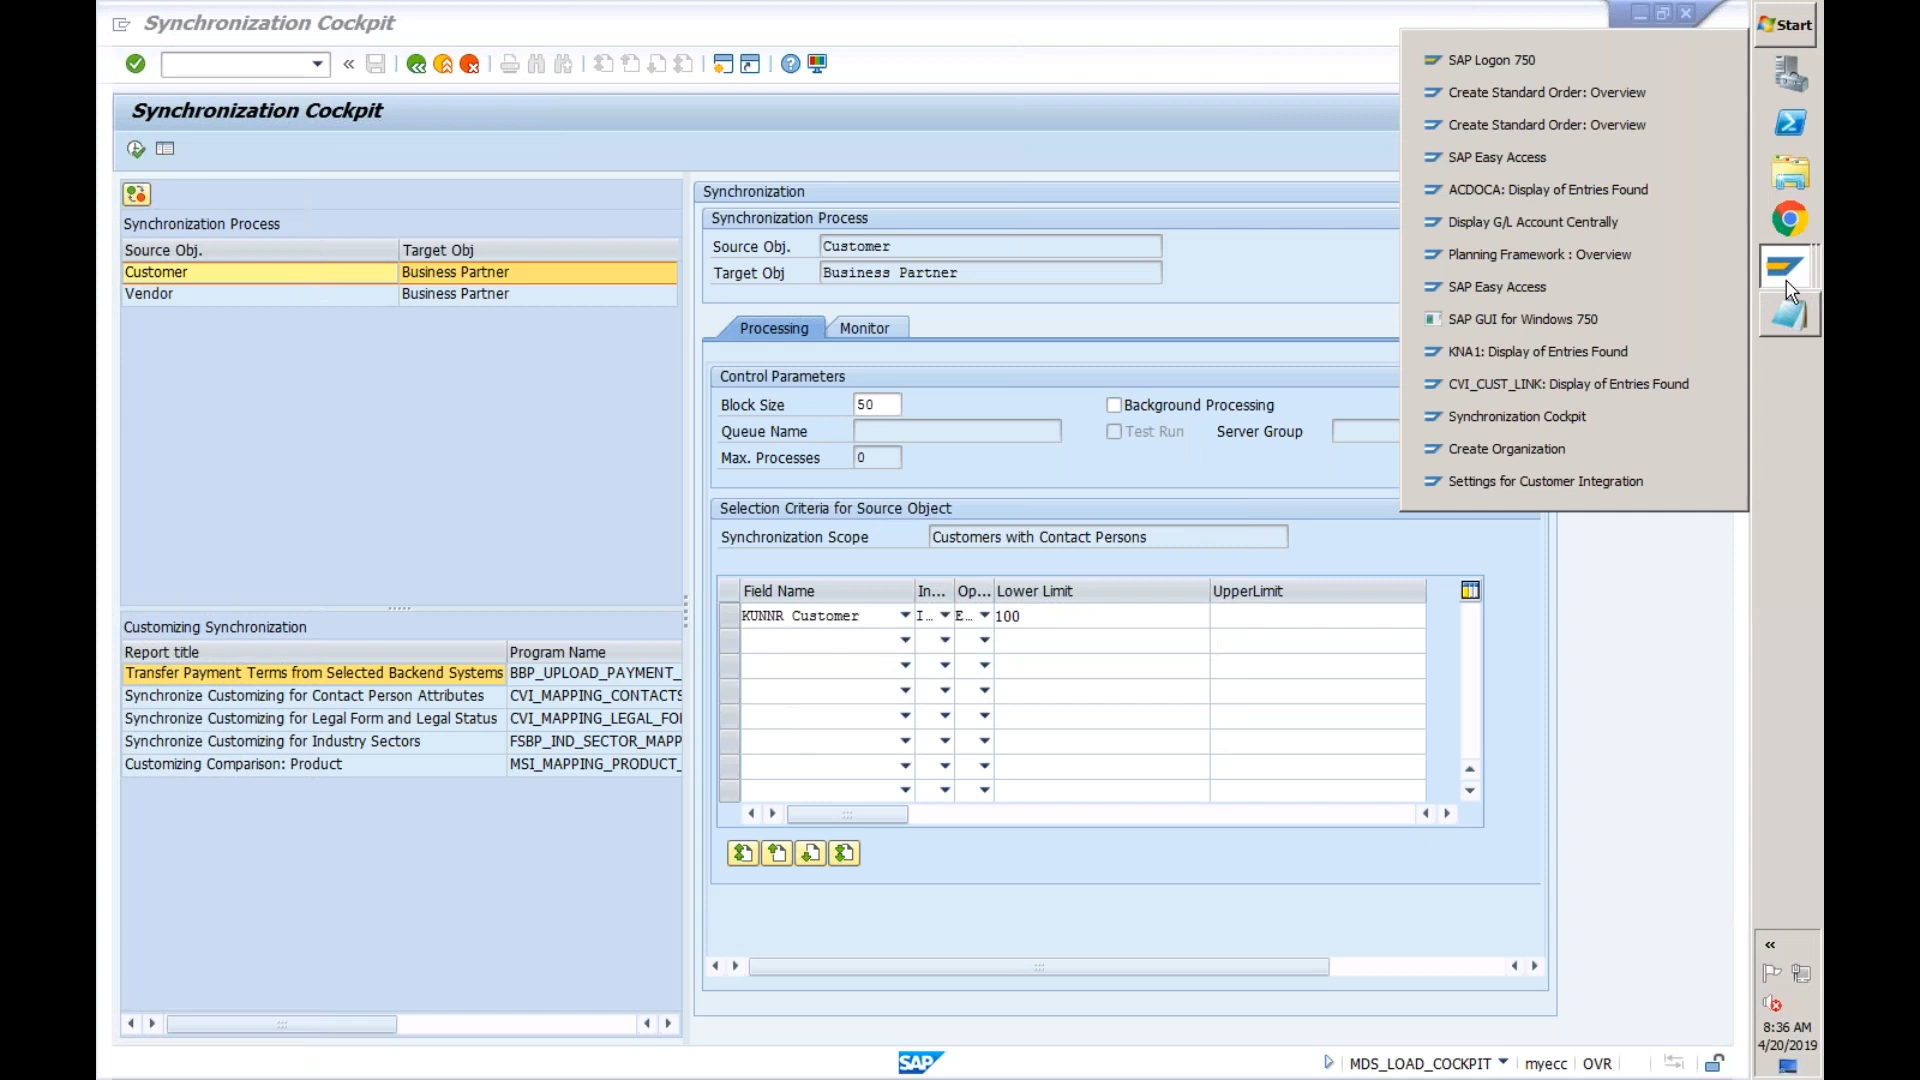 Synchronization Cockpit
Start
Synchronization Cockpit
Synchronization Process
Source Obj. Target Obj
Customer Business Partner
Vendor Business Partner
Customizing Synchronization
Report title Program Name
Transfer Payment Terms from Selected Backend Systems BBP_UPLOAD_PAYMENT_
Synchronize Customizing for Contact Person Attributes CVI_MAPPING_CONTACTS
Synchronize Customizing for Legal Form and Legal Status CVI_MAPPING_LEGAL_FO
Synchronize Customizing for Industry Sectors FSBP_IND_SECTOR_MAPP
Customizing Comparison: Product MSI_MAPPING_PRODUCT_
Synchronization
Synchronization Process
Source Obj. Customer
Target Obj Business Partner
Processing Monitor
Control Parameters
Block Size 50 Background Processing
Queue Name Test Run Server Group
Max. Processes 0
Selection Criteria for Source Object
Synchronization Scope Customers with Contact Persons
Field Name In... Op... Lower Limit UpperLimit
KUNNR Customer I... E... 100
SAP Logon 750
Create Standard Order: Overview
Create Standard Order: Overview
SAP Easy Access
ACDOCA: Display of Entries Found
Display G/L Account Centrally
Planning Framework : Overview
SAP Easy Access
SAP GUI for Windows 750
KNA1: Display of Entries Found
CVI_CUST_LINK: Display of Entries Found
Synchronization Cockpit
Create Organization
Settings for Customer Integration
8:36 AM
4/20/2019
SAP
MDS_LOAD_COCKPIT myecc OVR